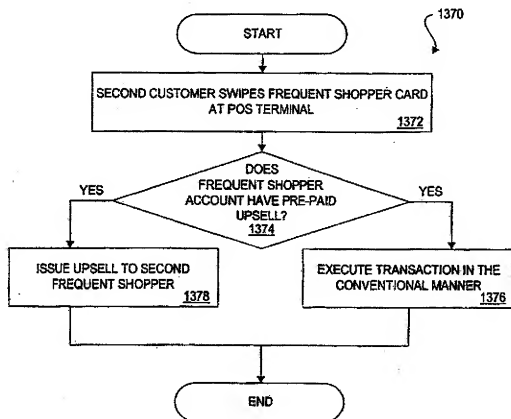 START
1370
SECOND CUSTOMER SWIPES FREQUENT SHOPPER CARD
AT POS TERMINAL
1372
DOES
FREQUENT SHOPPER
ACCOUNT HAVE PRE-PAID
UPSELL?
1374
YES
YES
ISSUE UPSELL TO SECOND
FREQUENT SHOPPER
1378
EXECUTE TRANSACTION IN THE
CONVENTIONAL MANNER
1376
END